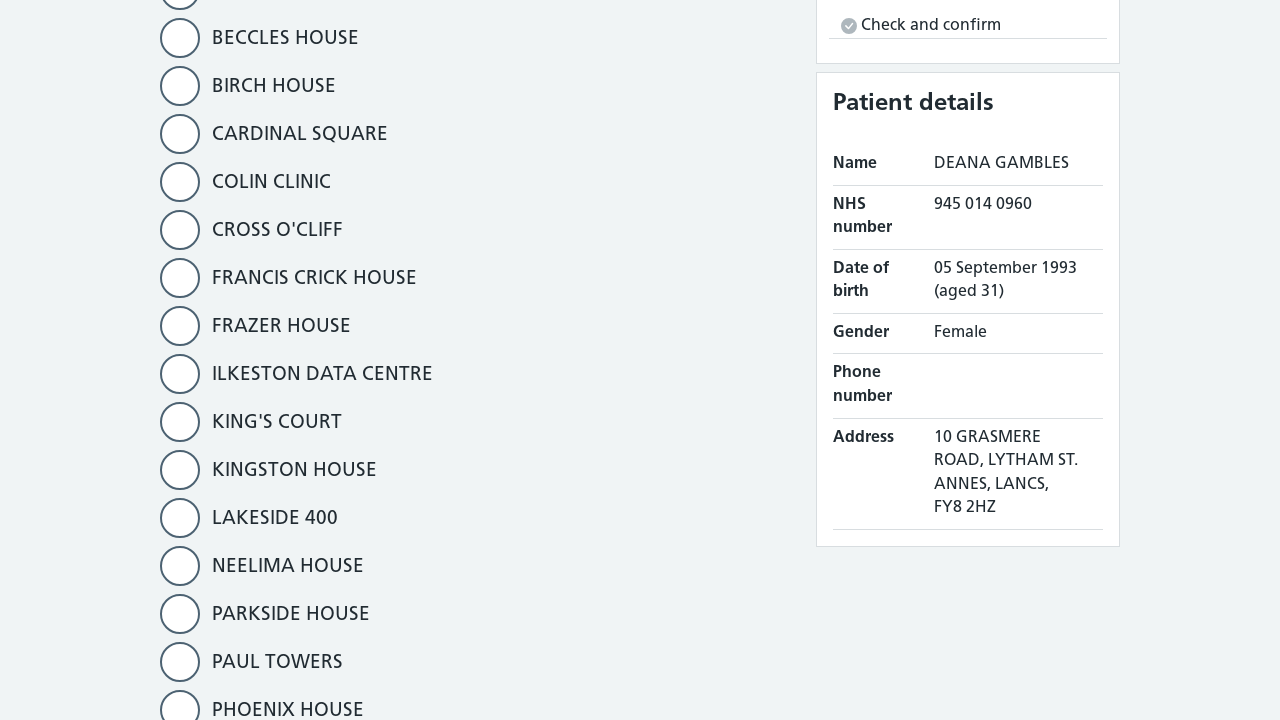 BECCLES HOUSE
BIRCH HOUSE
CARDINAL SQUARE
COLIN CLINIC
CROSS O'CLIFF
FRANCIS CRICK HOUSE
FRAZER HOUSE
ILKESTON DATA CENTRE
KING'S COURT
KINGSTON HOUSE
LAKESIDE 400
NEELIMA HOUSE
PARKSIDE HOUSE
PAUL TOWERS
PHOENIX HOUSE
Check and confirm
Patient details
Name DEANA GAMBLES
NHS number 945 014 0960
Date of birth 05 September 1993
(aged 31)
Gender Female
Phone number
Address 10 GRASMERE
ROAD, LYTHAM ST.
ANNES, LANCS,
FY8 2HZ